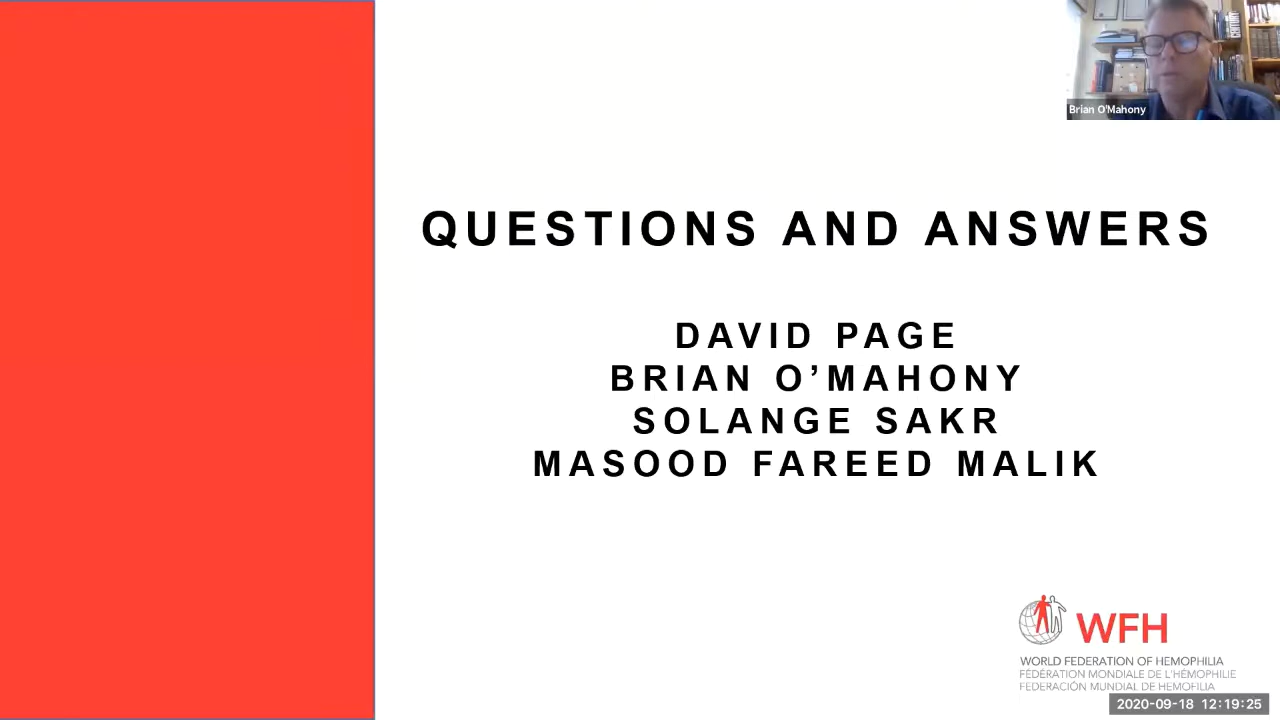 Brian O'Mahony
QUESTIONS AND ANSWERS
DAVID PAGE
BRIAN O’MAHONY
SOLANGE SAKR
MASOOD FAREED MALIK
WFH
WORLD FEDERATION OF HEMOPHILIA
FÉDÉRATION MONDIALE DE L'HÉMOPHILIE
FEDERACIÓN MUNDIAL DE HEMOFILIA
2020-09-18 12:19:25